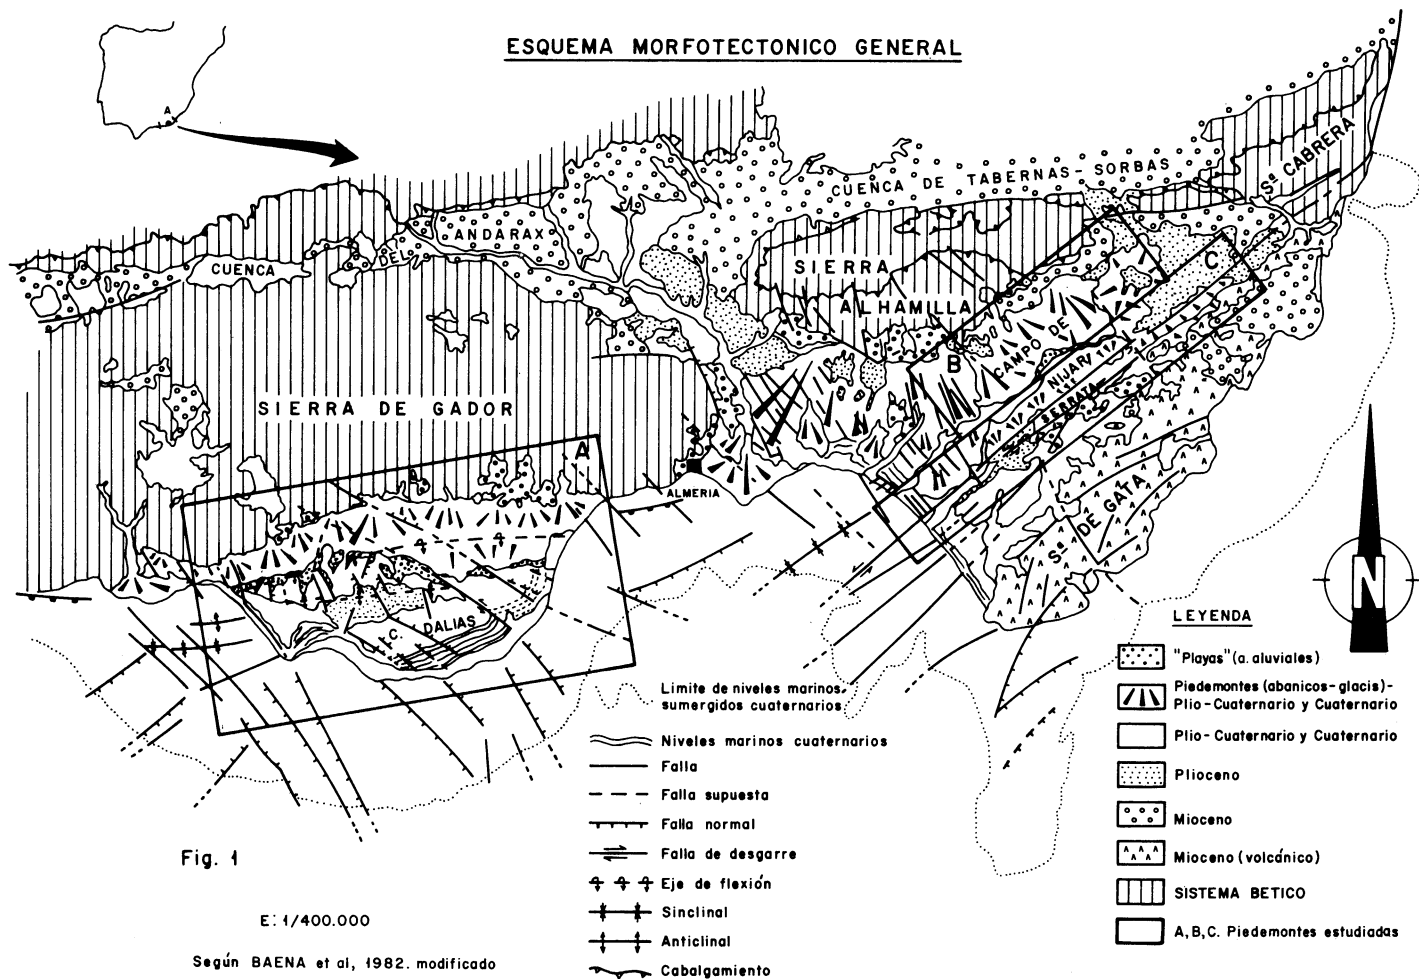 ESQUEMA MORFOTECTONICO GENERAL
A
Sª CABRERA
CUENCA DE TABERNAS-SORBAS
ANDARAX
DEL
CUENCA
SIERRA
ALHAMILLA
C
CAMPO DE
B
NIJAR
SERRATA
SIERRA DE GADOR
A
ALMERIA
Sª DE GATA
C. DALIAS
N
LEYENDA
"Playas" (a. aluviales)
Piedemontes (abanicos-glacis)-
Plio-Cuaternario y Cuaternario
Plio-Cuaternario y Cuaternario
Plioceno
Mioceno
Mioceno (volcánico)
SISTEMA BETICO
A,B,C. Piedemontes estudiadas
Limite de niveles marinos
sumergidos cuaternarios
Niveles marinos cuaternarios
Falla
Falla supuesta
Falla normal
Falla de desgarre
Eje de flexión
Sinclinal
Anticlinal
Cabalgamiento
Fig. 1
E: 1/400.000
Según BAENA et al, 1982. modificado